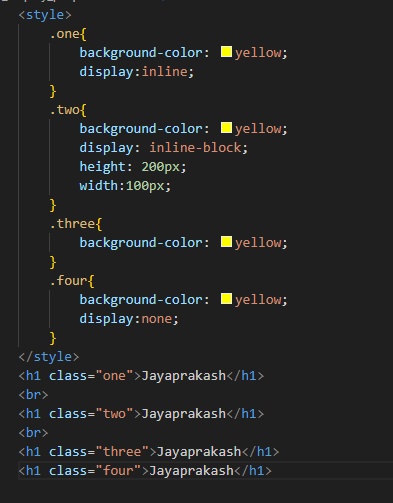 <style>
.one{
background-color: yellow;
display:inline;
}
.two{
background-color: yellow;
display: inline-block;
height: 200px;
width:100px;
}
.three{
background-color: yellow;
}
.four{
background-color: yellow;
display:none;
}
</style>
<h1 class="one">Jayaprakash</h1>
<br>
<h1 class="two">Jayaprakash</h1>
<br>
<h1 class="three">Jayaprakash</h1>
<h1 class="four">Jayaprakash</h1>